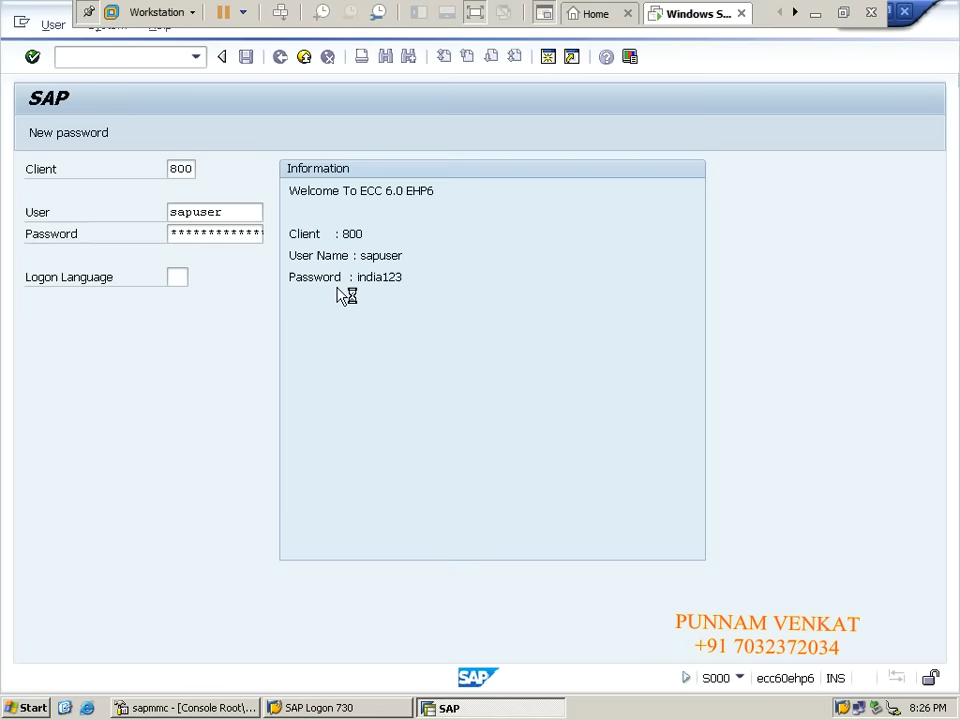 Workstation
Home
Windows S...
User
SAP
New password
Client 800
User sapuser
Password *************
Logon Language
Information
Welcome To ECC 6.0 EHP6
Client : 800
User Name : sapuser
Password : india123
PUNNAM VENKAT
+91 7032372034
SAP
S000 ecc60ehp6 INS
Start
sapmmc - [Console Root\...
SAP Logon 730
SAP
8:26 PM